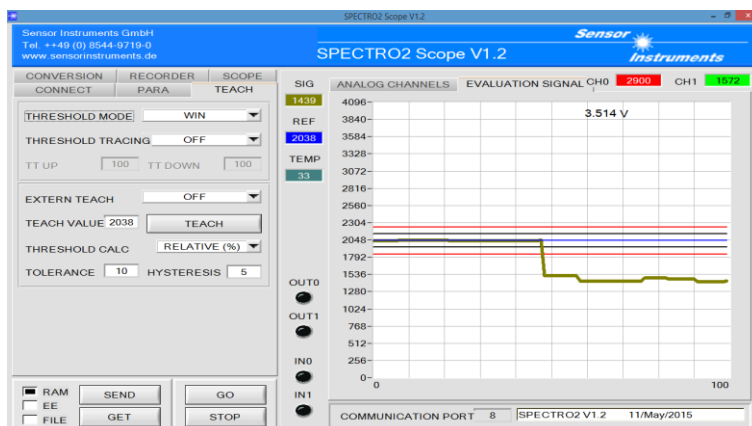 SPECTRO2 Scope V1.2
Sensor Instruments GmbH
Tel. ++49 (0) 8544-9719-0
www.sensorinstruments.de
SPECTRO2 Scope V1.2
Sensor
Instruments
CONVERSION RECORDER SCOPE
CONNECT PARA TEACH
THRESHOLD MODE WIN
THRESHOLD TRACING OFF
TT UP 100 TT DOWN 100
EXTERN TEACH OFF
TEACH VALUE 2038 TEACH
THRESHOLD CALC RELATIVE (%)
TOLERANCE 10 HYSTERESIS 5
RAM
EE
FILE
SEND
GET
GO
STOP
SIG
1439
REF
2038
TEMP
33
OUT0
OUT1
IN0
IN1
ANALOG CHANNELS EVALUATION SIGNAL CH0 2900 CH1 1572
3.514 V
4096
3840
3584
3328
3072
2816
2560
2304
2048
1792
1536
1280
1024
768
512
256
0
0 100
COMMUNICATION PORT 8 SPECTRO2 V1.2 11/May/2015